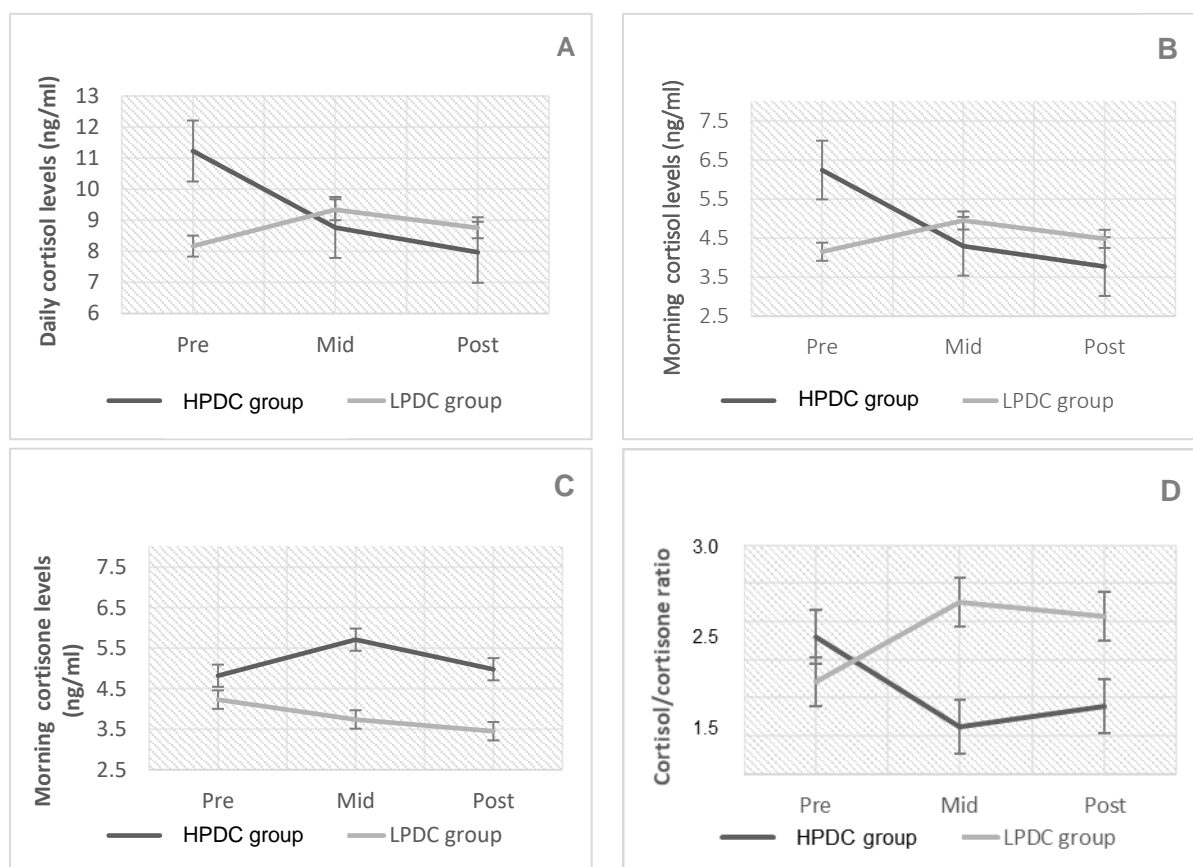 A
Daily cortisol levels (ng/ml)
13
12
11
10
9
8
7
6
Pre Mid Post
HPDC group LPDC group
B
Morning cortisol levels (ng/ml)
7.5
6.5
5.5
4.5
3.5
2.5
Pre Mid Post
HPDC group LPDC group
C
Morning cortisone levels
(ng/ml)
7.5
6.5
5.5
4.5
3.5
2.5
Pre Mid Post
HPDC group LPDC group
D
Cortisol/cortisone ratio
3.0
2.5
1.5
Pre Mid Post
HPDC group LPDC group